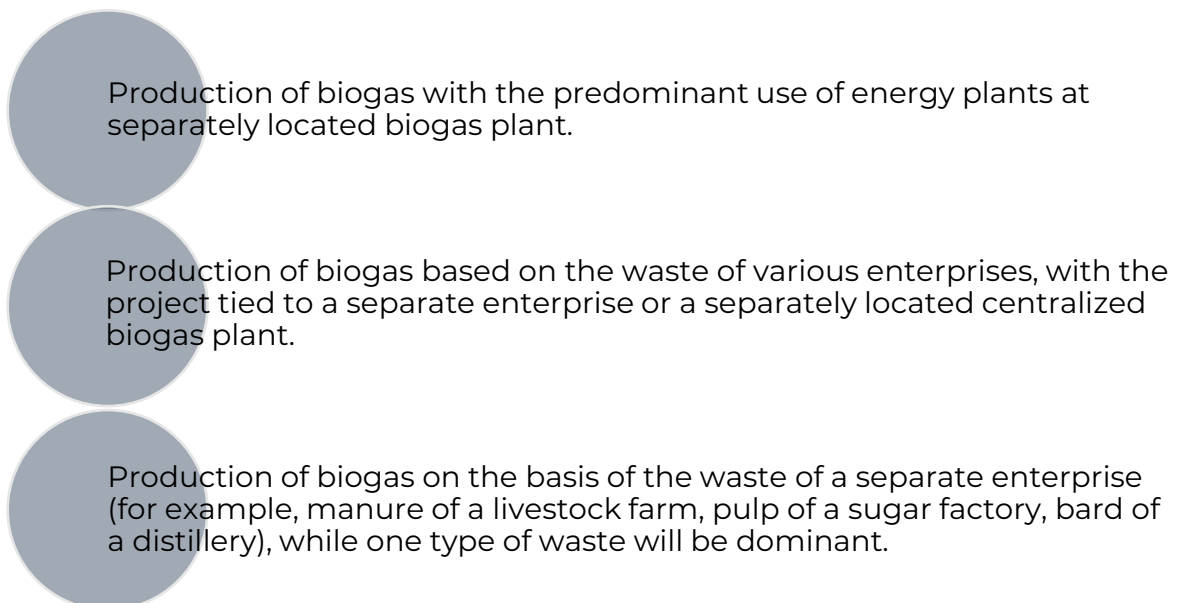 Production of biogas with the predominant use of energy plants at
separately located biogas plant.
Production of biogas based on the waste of various enterprises, with the
project tied to a separate enterprise or a separately located centralized
biogas plant.
Production of biogas on the basis of the waste of a separate enterprise
(for example, manure of a livestock farm, pulp of a sugar factory, bard of
a distillery), while one type of waste will be dominant.